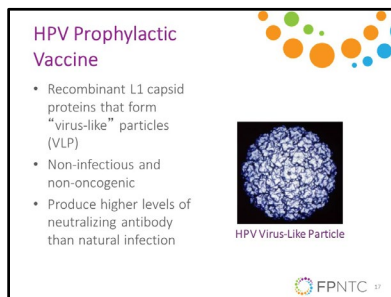 HPV Prophylactic
Vaccine
• Recombinant L1 capsid
proteins that form
“virus-like” particles
(VLP)
• Non-infectious and
non-oncogenic
• Produce higher levels of
neutralizing antibody
than natural infection
HPV Virus-Like Particle
FPNTC 17